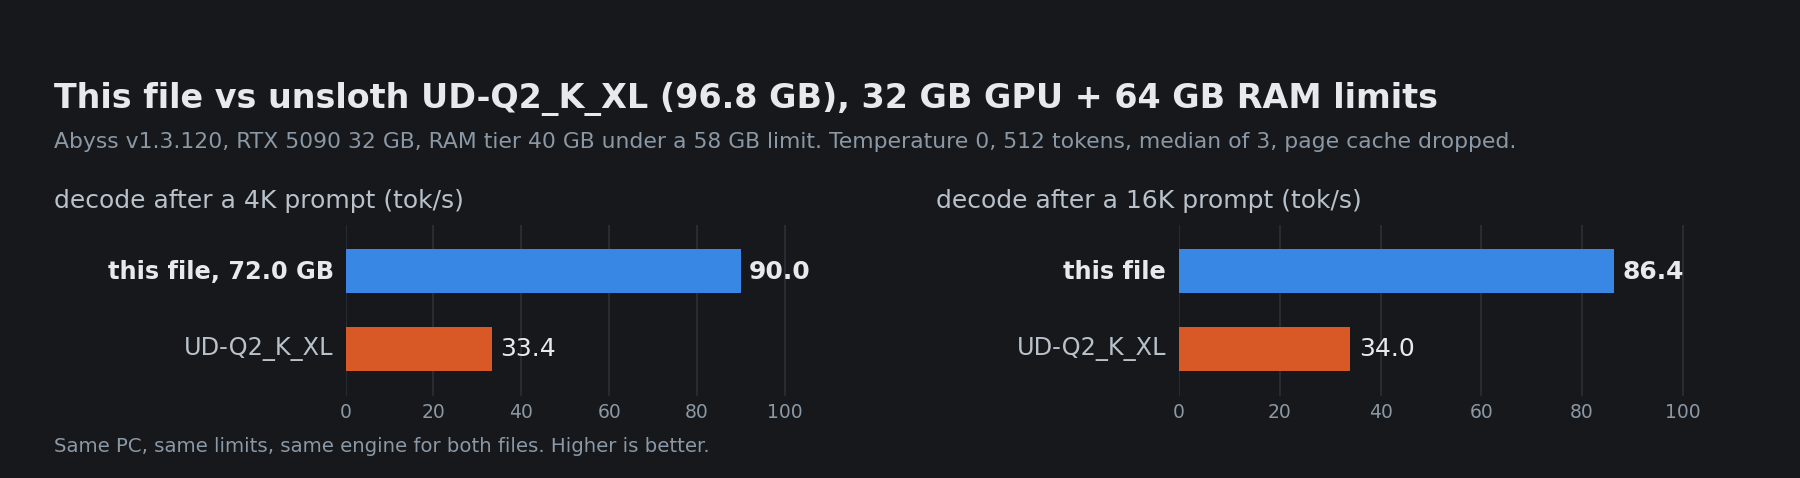 This file vs unsloth UD-Q2_K_XL (96.8 GB), 32 GB GPU + 64 GB RAM limits
Abyss v1.3.120, RTX 5090 32 GB, RAM tier 40 GB under a 58 GB limit. Temperature 0, 512 tokens, median of 3, page cache dropped.
decode after a 4K prompt (tok/s)
this file, 72.0 GB 90.0
UD-Q2_K_XL 33.4
0 20 40 60 80 100
decode after a 16K prompt (tok/s)
this file 86.4
UD-Q2_K_XL 34.0
0 20 40 60 80 100
Same PC, same limits, same engine for both files. Higher is better.